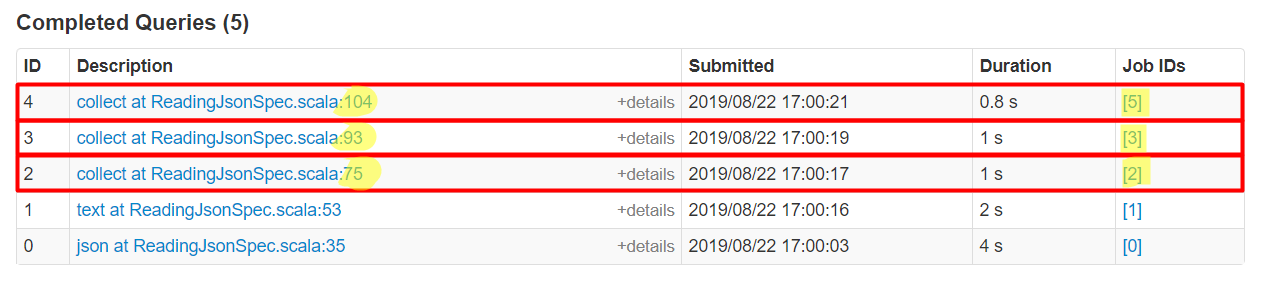 Completed Queries (5)
ID Description Submitted Duration Job IDs
4 collect at ReadingJsonSpec.scala:104 +details 2019/08/22 17:00:21 0.8 s [5]
3 collect at ReadingJsonSpec.scala:93 +details 2019/08/22 17:00:19 1 s [3]
2 collect at ReadingJsonSpec.scala:75 +details 2019/08/22 17:00:17 1 s [2]
1 text at ReadingJsonSpec.scala:53 +details 2019/08/22 17:00:16 2 s [1]
0 json at ReadingJsonSpec.scala:35 +details 2019/08/22 17:00:03 4 s [0]